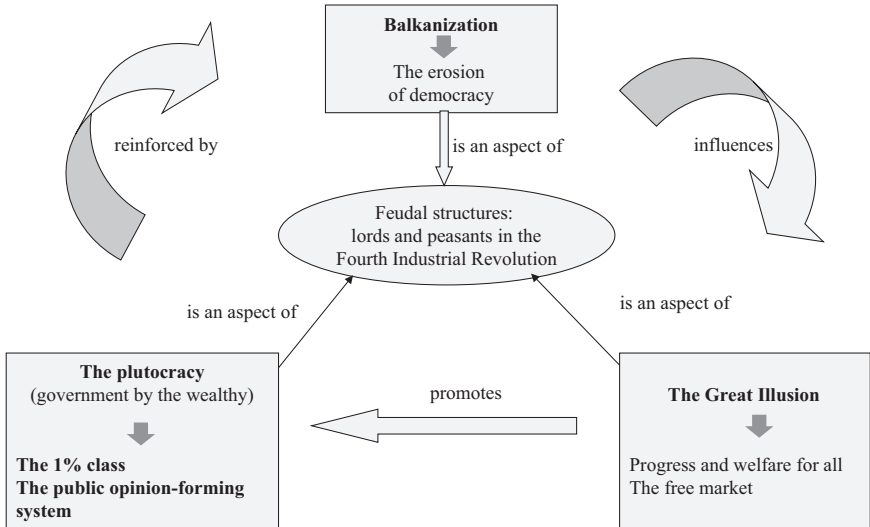 Balkanization
The erosion
of democracy
reinforced by
is an aspect of
influences
Feudal structures:
lords and peasants in the
Fourth Industrial Revolution
is an aspect of
is an aspect of
The plutocracy
(government by the wealthy)
The 1% class
The public opinion-forming
system
promotes
The Great Illusion
Progress and welfare for all
The free market